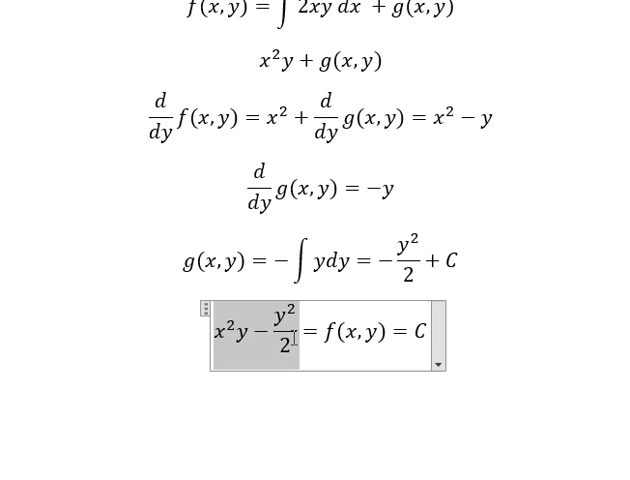 f(x,y) = ∫ 2xy dx + g(x,y)
x²y + g(x,y)
d/dy f(x,y) = x² + d/dy g(x,y) = x² − y
d/dy g(x,y) = −y
g(x,y) = − ∫ ydy = − y²/2 + C
x²y − y²/2 = f(x,y) = C